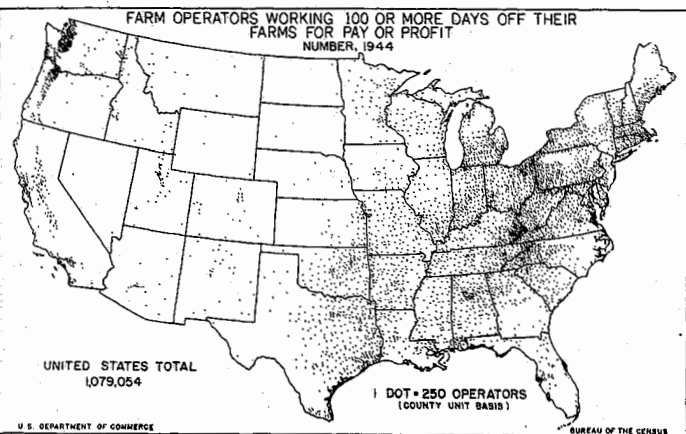 FARM OPERATORS WORKING 100 OR MORE DAYS OFF THEIR
FARMS FOR PAY OR PROFIT
NUMBER, 1944
UNITED STATES TOTAL
1,079,054
1 DOT = 250 OPERATORS
(COUNTY UNIT BASIS)
U.S. DEPARTMENT OF COMMERCE
BUREAU OF THE CENSUS